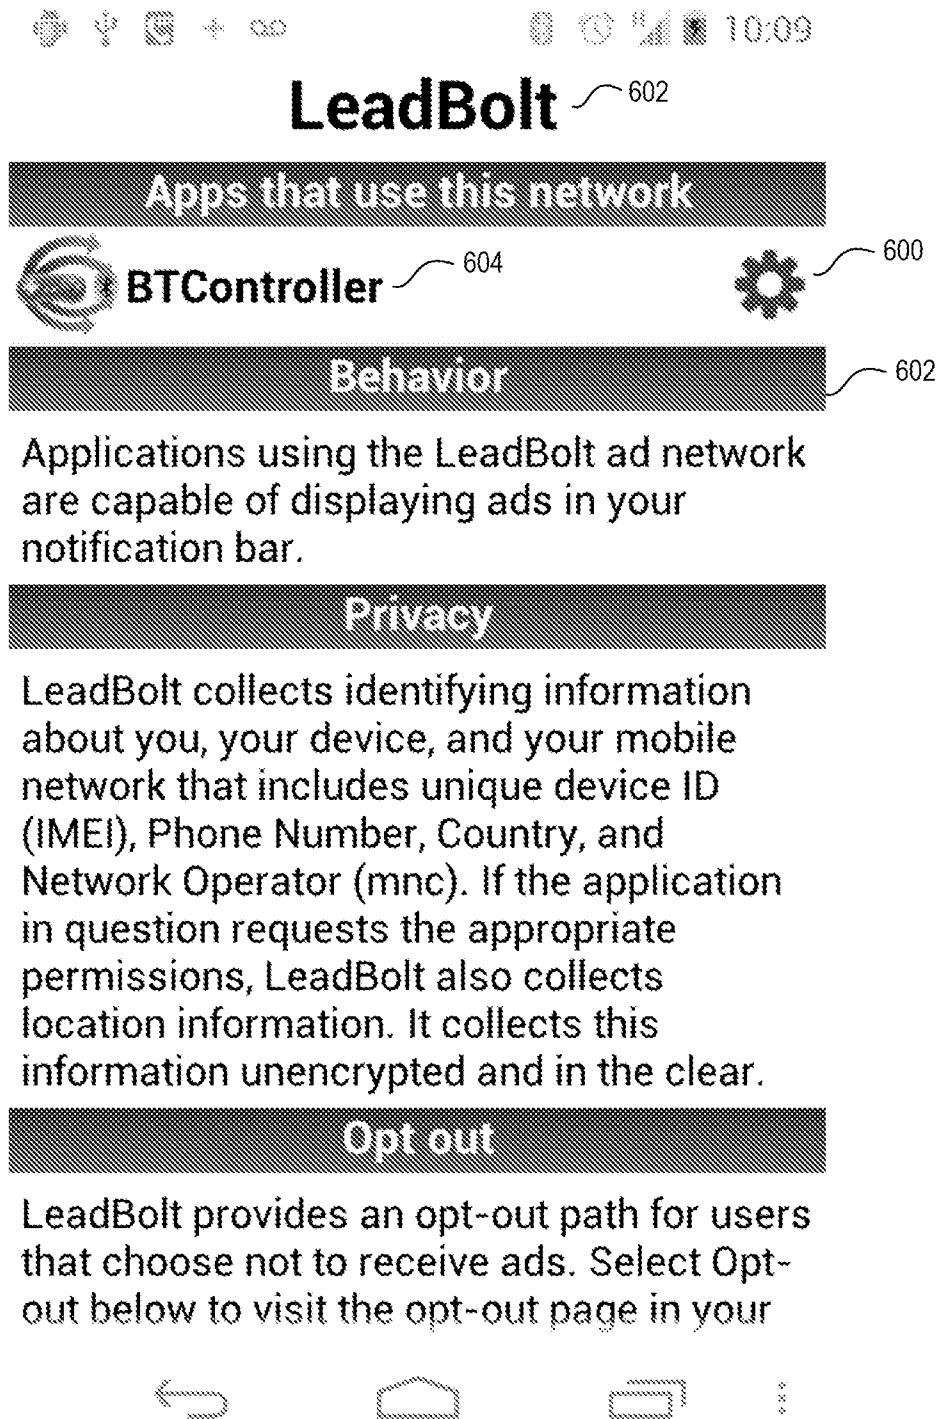 10:09
LeadBolt 602
Apps that use this network
BTController 604
600
Behavior
602
Applications using the LeadBolt ad network
are capable of displaying ads in your
notification bar.
Privacy
LeadBolt collects identifying information
about you, your device, and your mobile
network that includes unique device ID
(IMEI), Phone Number, Country, and
Network Operator (mnc). If the application
in question requests the appropriate
permissions, LeadBolt also collects
location information. It collects this
information unencrypted and in the clear.
Opt out
LeadBolt provides an opt-out path for users
that choose not to receive ads. Select Opt-
out below to visit the opt-out page in your